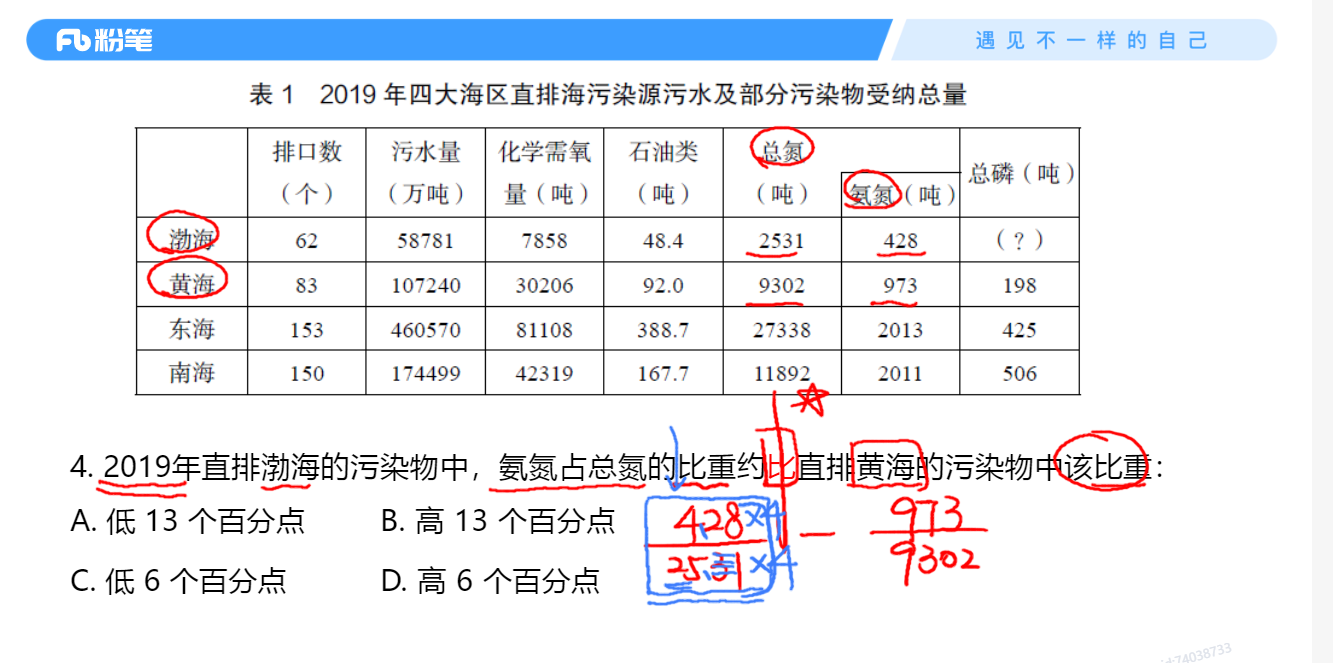 粉笔
遇见不一样的自己
表 1 2019 年四大海区直排海污染源污水及部分污染物受纳总量
排口数（个） 污水量（万吨） 化学需氧量（吨） 石油类（吨） 总氮（吨） 氨氮（吨） 总磷（吨）
渤海 62 58781 7858 48.4 2531 428 （?）
黄海 83 107240 30206 92.0 9302 973 198
东海 153 460570 81108 388.7 27338 2013 425
南海 150 174499 42319 167.7 11892 2011 506
4. 2019年直排渤海的污染物中，氨氮占总氮的比重约比直排黄海的污染物中该比重：
A. 低 13 个百分点 B. 高 13 个百分点
C. 低 6 个百分点 D. 高 6 个百分点
428×4 — 973
2531×4 9302
74038733